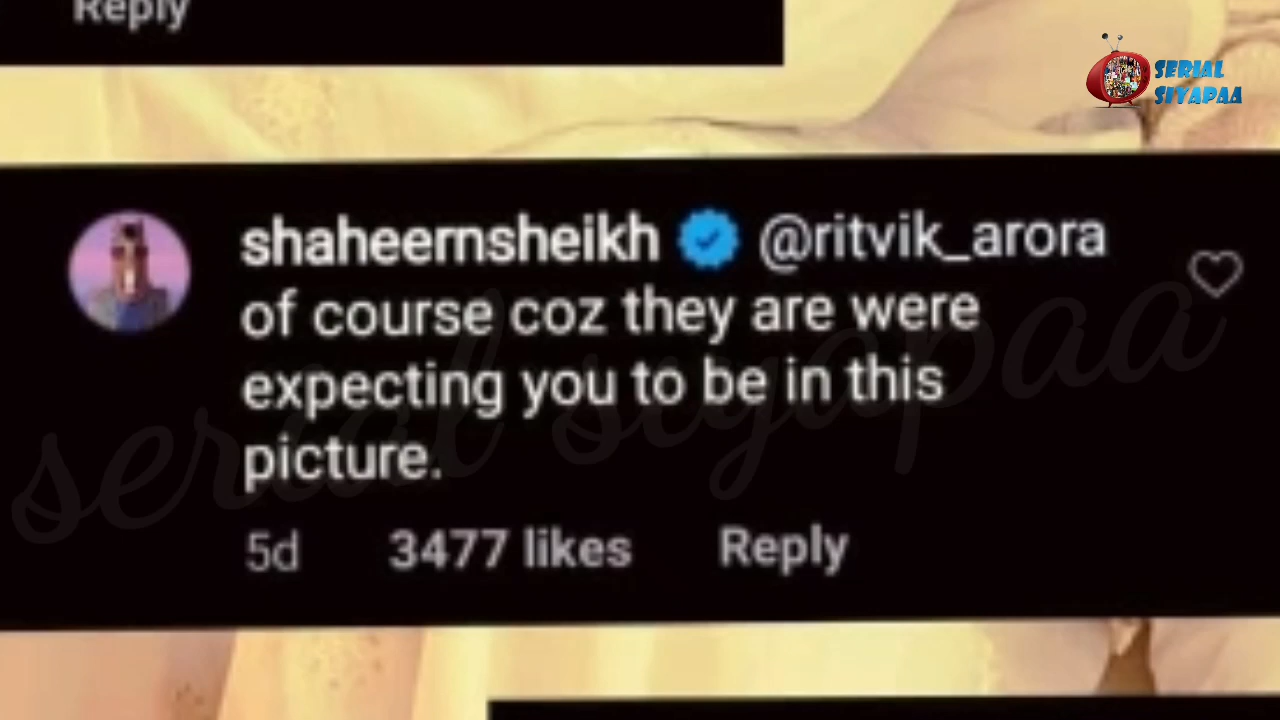 Reply
SERIAL
SIYAPAA
shaheernsheikh @ritvik_arora
of course coz they are were
expecting you to be in this
picture.
serial siyapaa
5d 3477 likes Reply